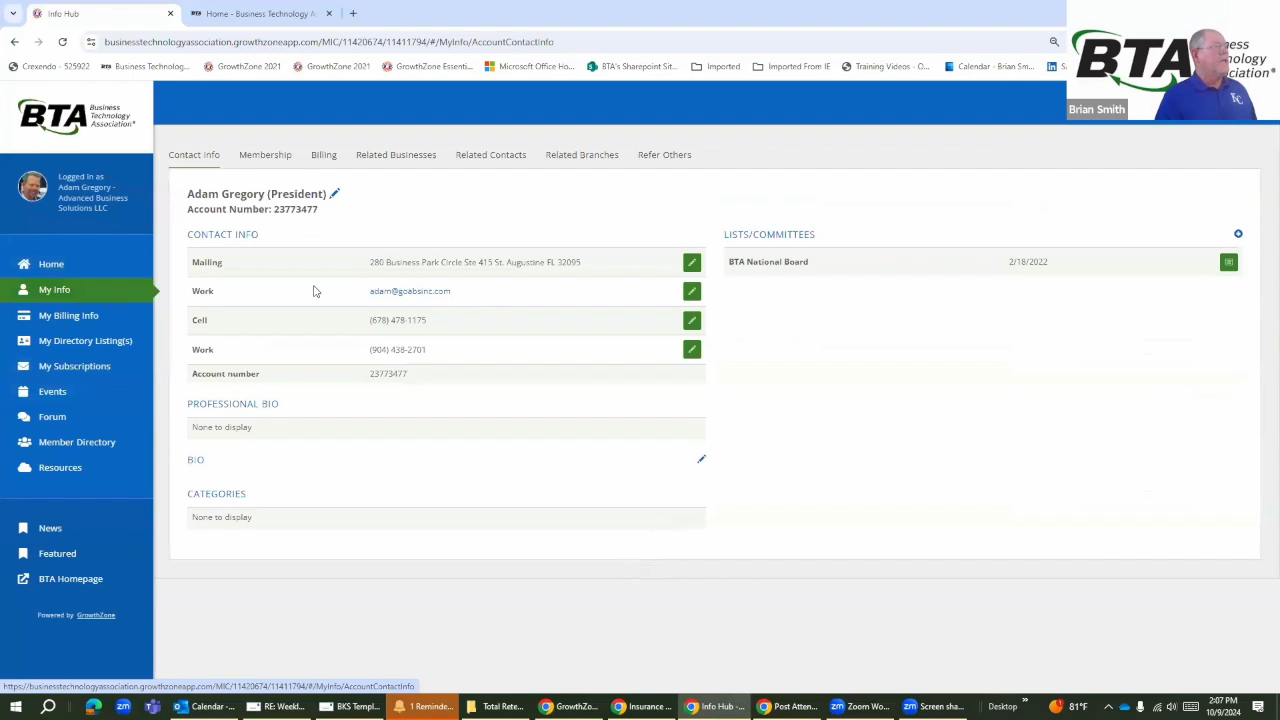 Info Hub
Home - Business Technology A
businesstechnologyassociation.growthzoneapp.com/MIC/11420674/11411794/#/MyInfo/AccountContactInfo
Crexendo - 525922
Business Technolog...
GrowthZone 2021
GrowthZone 2021
GrowthZone Essenti...
Microsoft Office Ho...
BTA's Sharepoint Sit...
Imported
Imported From IE
Training Videos - O...
Calendar - Brian Sm...
BTA
Brian Smith
BTA Business
Technology
Association
Logged In as
Adam Gregory -
Advanced Business
Solutions LLC
Home
My Info
My Billing Info
My Directory Listing(s)
My Subscriptions
Events
Forum
Member Directory
Resources
News
Featured
BTA Homepage
Powered by GrowthZone
Contact Info Membership Billing Related Businesses Related Contacts Related Branches Refer Others
Adam Gregory (President)
Account Number: 23773477
CONTACT INFO
Mailing 280 Business Park Circle Ste 415 St. Augustine FL 32095
Work adam@goabsinc.com
Cell (678) 478-1175
Work (904) 438-2701
Account number 23773477
PROFESSIONAL BIO
None to display
BIO
CATEGORIES
None to display
LISTS/COMMITTEES
BTA National Board 2/18/2022
https://businesstechnologyassociation.growthzoneapp.com/MIC/11420674/11411794/#/MyInfo/AccountContactInfo
Calendar - ...
RE: Weekl...
BKS Templ...
1 Reminde...
Total Rete...
GrowthZo...
Insurance ...
Info Hub -...
Post Atten...
Zoom Wo...
Screen sha...
Desktop
81°F
2:07 PM
10/9/2024